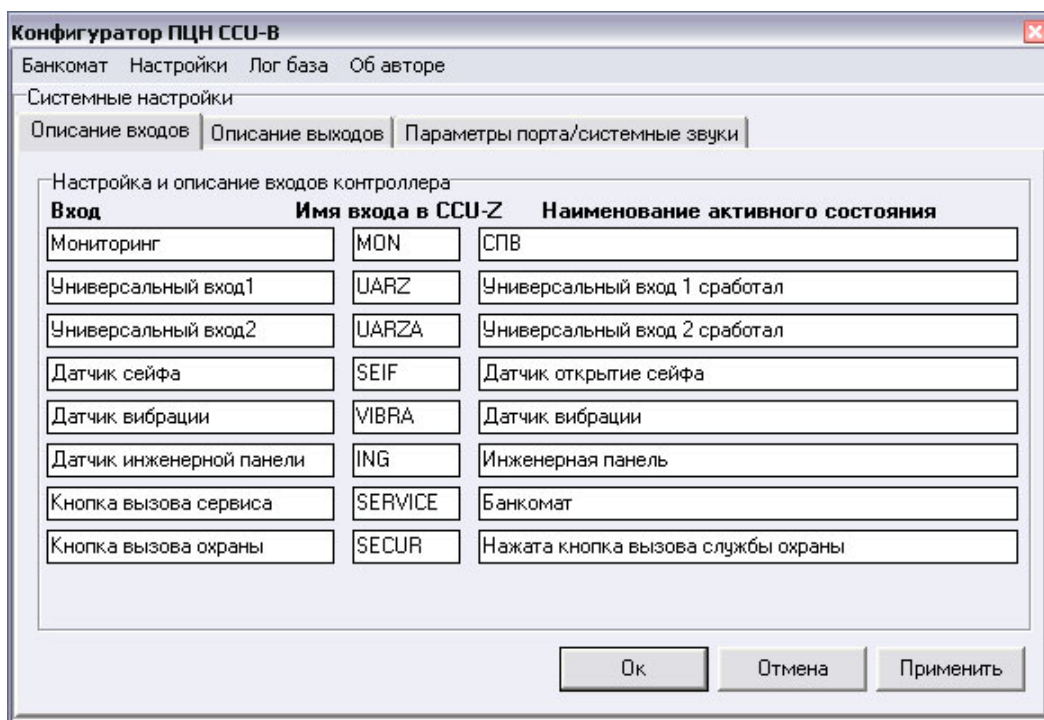 Конфигуратор ПЦН CCU-B
Банкомат Настройки Лог база Об авторе
Системные настройки
Описание входов Описание выходов Параметры порта/системные звуки
Настройка и описание входов контроллера
Вход Имя входа в CCU-Z Наименование активного состояния
Мониторинг MON СПВ
Универсальный вход1 UARZ Универсальный вход 1 сработал
Универсальный вход2 UARZA Универсальный вход 2 сработал
Датчик сейфа SEIF Датчик открытие сейфа
Датчик вибрации VIBRA Датчик вибрации
Датчик инженерной панели ING Инженерная панель
Кнопка вызова сервиса SERVICE Банкомат
Кнопка вызова охраны SECUR Нажата кнопка вызова службы охраны
Ок Отмена Применить